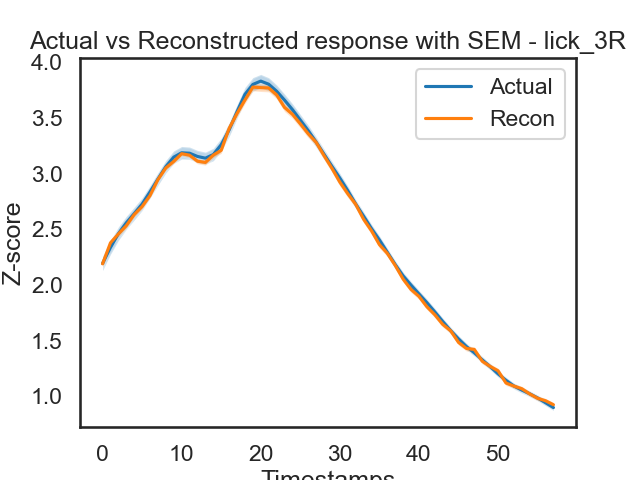 Actual vs Reconstructed response with SEM - lick_3R
4.0
3.5
3.0
2.5
2.0
1.5
1.0
Z-score
Actual
Recon
0 10 20 30 40 50
Timestamps